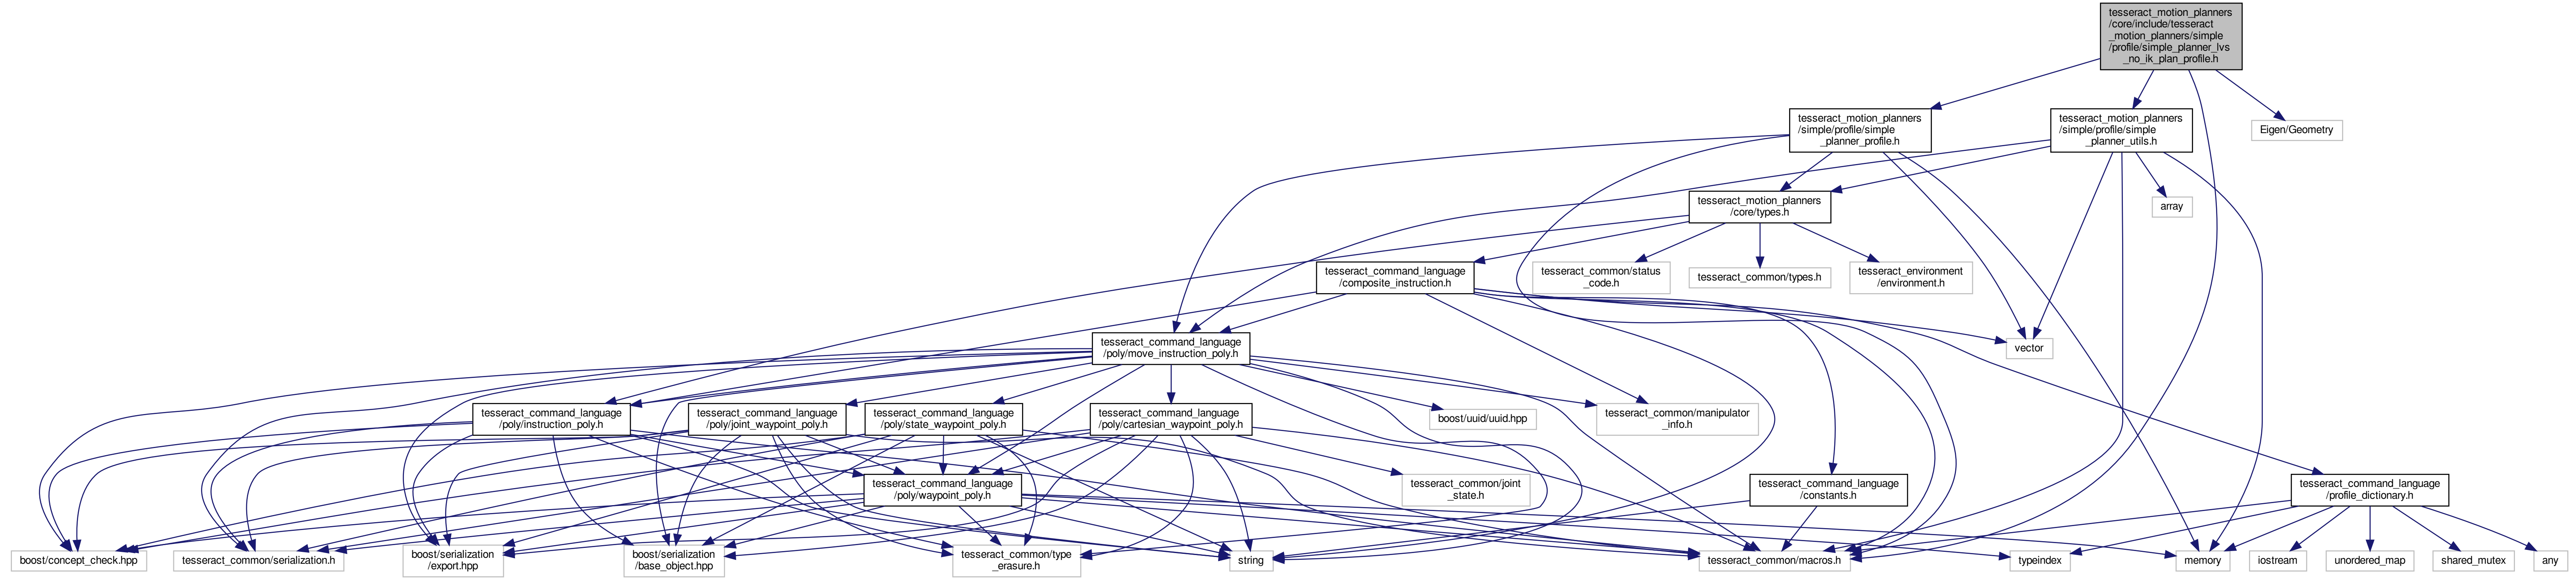 tesseract_motion_planners
/core/include/tesseract
_motion_planners/simple
/profile/simple_planner_lvs
_no_ik_plan_profile.h
tesseract_motion_planners
/simple/profile/simple
_planner_profile.h
tesseract_motion_planners
/simple/profile/simple
_planner_utils.h
Eigen/Geometry
tesseract_motion_planners
/core/types.h
array
tesseract_command_language
/composite_instruction.h
tesseract_common/status
_code.h
tesseract_common/types.h
tesseract_environment
/environment.h
tesseract_command_language
/poly/move_instruction_poly.h
vector
tesseract_command_language
/poly/instruction_poly.h
tesseract_command_language
/poly/joint_waypoint_poly.h
tesseract_command_language
/poly/state_waypoint_poly.h
tesseract_command_language
/poly/cartesian_waypoint_poly.h
boost/uuid/uuid.hpp
tesseract_common/manipulator
_info.h
tesseract_command_language
/poly/waypoint_poly.h
tesseract_common/joint
_state.h
tesseract_command_language
/constants.h
tesseract_command_language
/profile_dictionary.h
boost/concept_check.hpp
tesseract_common/serialization.h
boost/serialization
/export.hpp
boost/serialization
/base_object.hpp
tesseract_common/type
_erasure.h
string
tesseract_common/macros.h
typeindex
memory
iostream
unordered_map
shared_mutex
any